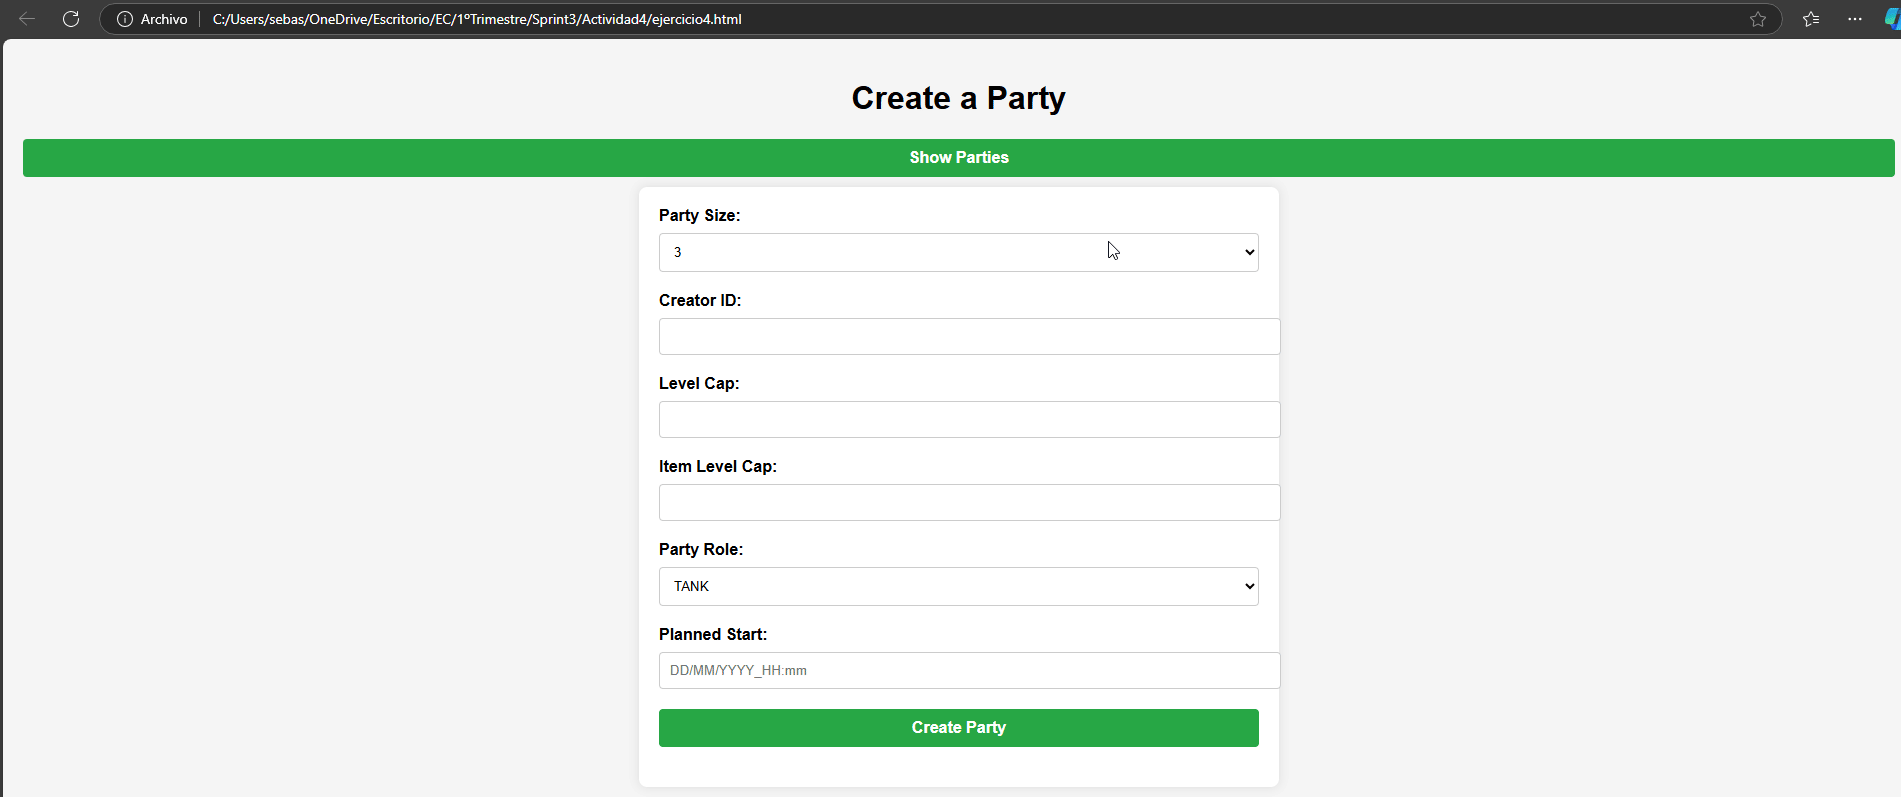 Archivo C:/Users/sebas/OneDrive/Escritorio/EC/1ºTrimestre/Sprint3/Actividad4/ejercicio4.html
Create a Party
Show Parties
Party Size:
3
Creator ID:
Level Cap:
Item Level Cap:
Party Role:
TANK
Planned Start:
DD/MM/YYYY_HH:mm
Create Party